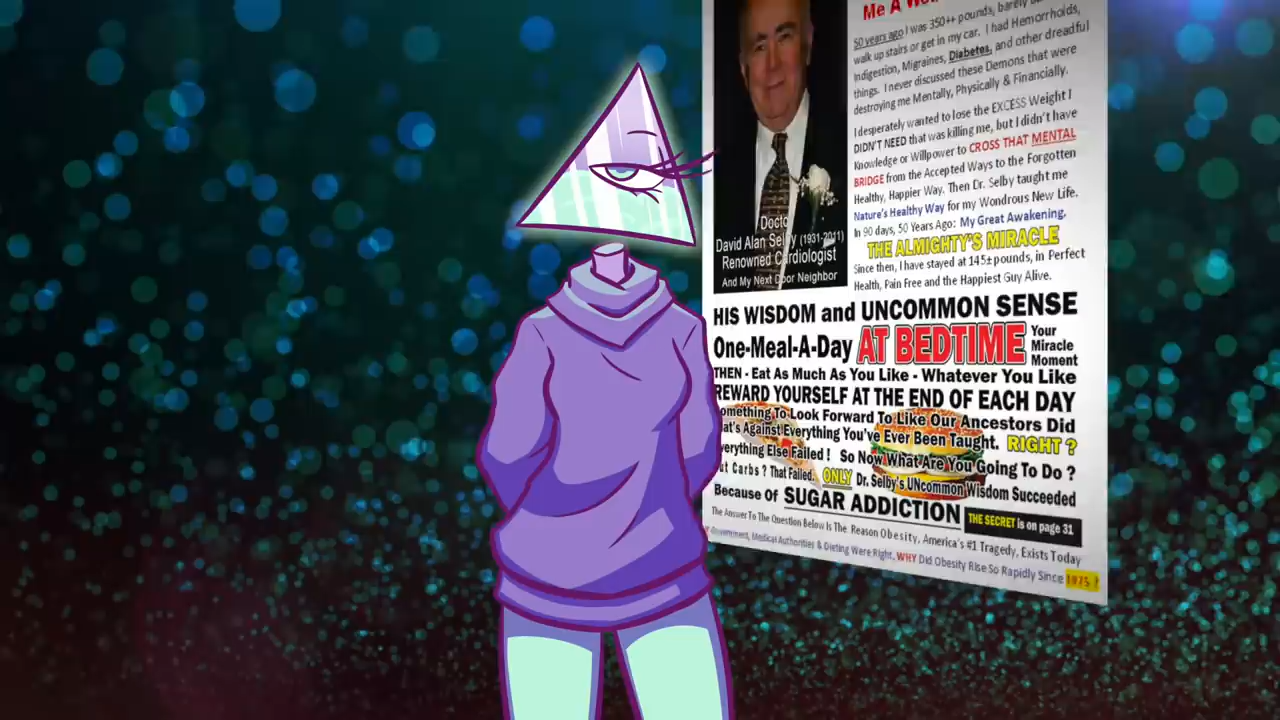 Me A
50 years ago I was 350++ pounds, barely
walk up stairs or get in my car. I had Hemorrhoids,
Indigestion, Migraines, Diabetes, and other dreadful
things. I never discussed these Demons that were
destroying me Mentally, Physically & Financially.
I desperately wanted to lose the EXCESS Weight I
DIDN'T NEED that was killing me, but I didn't have
Knowledge or Willpower to CROSS THAT MENTAL
BRIDGE from the Accepted Ways to the Forgotten
Healthy, Happier Way. Then Dr. Selby taught me
Nature's Healthy Way for my Wondrous New Life.
In 90 days, 50 Years Ago: My Great Awakening,
THE ALMIGHTY'S MIRACLE
Since then, I have stayed at 145± pounds, in Perfect
Health, Pain Free and the Happiest Guy Alive.
Docto
David Alan Selby (1931-2011)
Renowned Cardiologist
And My Next Door Neighbor
HIS WISDOM and UNCOMMON SENSE
One-Meal-A-Day AT BEDTIME Your Miracle Moment
THEN - Eat As Much As You Like - Whatever You Like
REWARD YOURSELF AT THE END OF EACH DAY
omething To Look Forward To Like Our Ancestors Did
at's Against Everything You've Ever Been Taught. RIGHT ?
verything Else Failed ! So Now What Are You Going To Do ?
ut Carbs ? That Failed. ONLY Dr. Selby's UNcommon Wisdom Succeeded
Because Of SUGAR ADDICTION THE SECRET is on page 31
The Answer To The Question Below Is The Reason Obesity, America's #1 Tragedy, Exists Today
Government, Medical Authorities & Dieting Were Right, WHY Did Obesity Rise So Rapidly Since 1975 ?